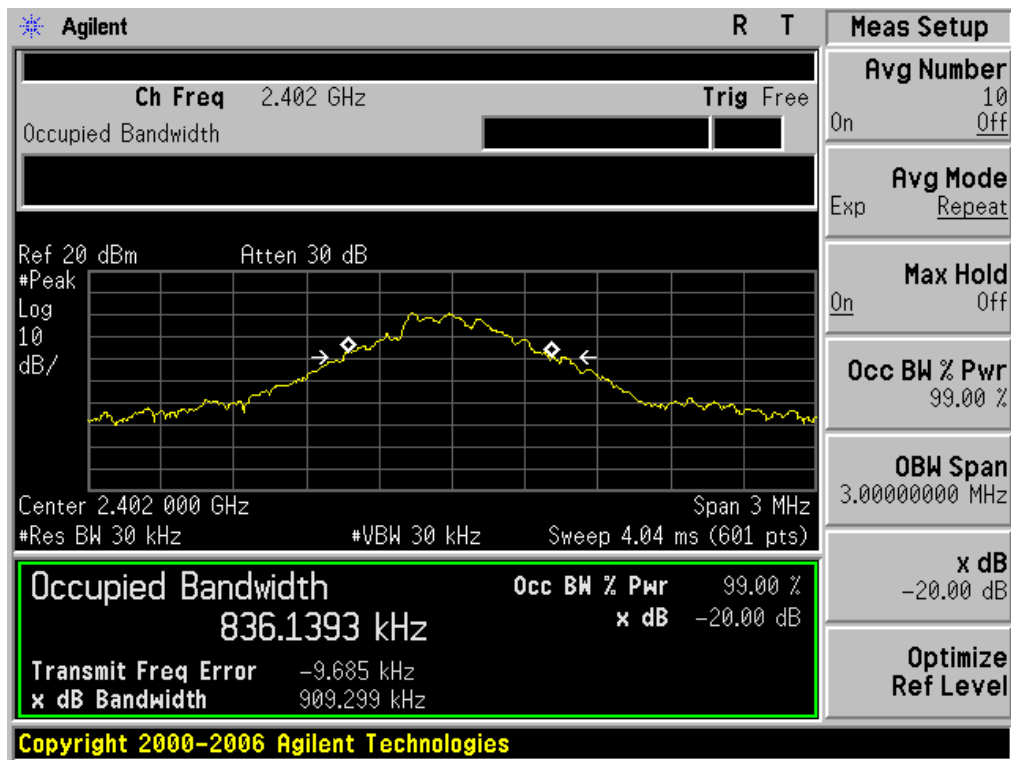 Agilent R T
Ch Freq 2.402 GHz Trig Free
Occupied Bandwidth
Ref 20 dBm Atten 30 dB
#Peak
Log
10
dB/
Center 2.402 000 GHz Span 3 MHz
#Res BW 30 kHz #VBW 30 kHz Sweep 4.04 ms (601 pts)
Occupied Bandwidth Occ BW % Pwr 99.00 %
836.1393 kHz x dB -20.00 dB
Transmit Freq Error -9.685 kHz
x dB Bandwidth 909.299 kHz
Copyright 2000-2006 Agilent Technologies
Meas Setup
Avg Number
10
On Off
Avg Mode
Exp Repeat
Max Hold
On Off
Occ BW % Pwr
99.00 %
OBW Span
3.00000000 MHz
x dB
-20.00 dB
Optimize
Ref Level